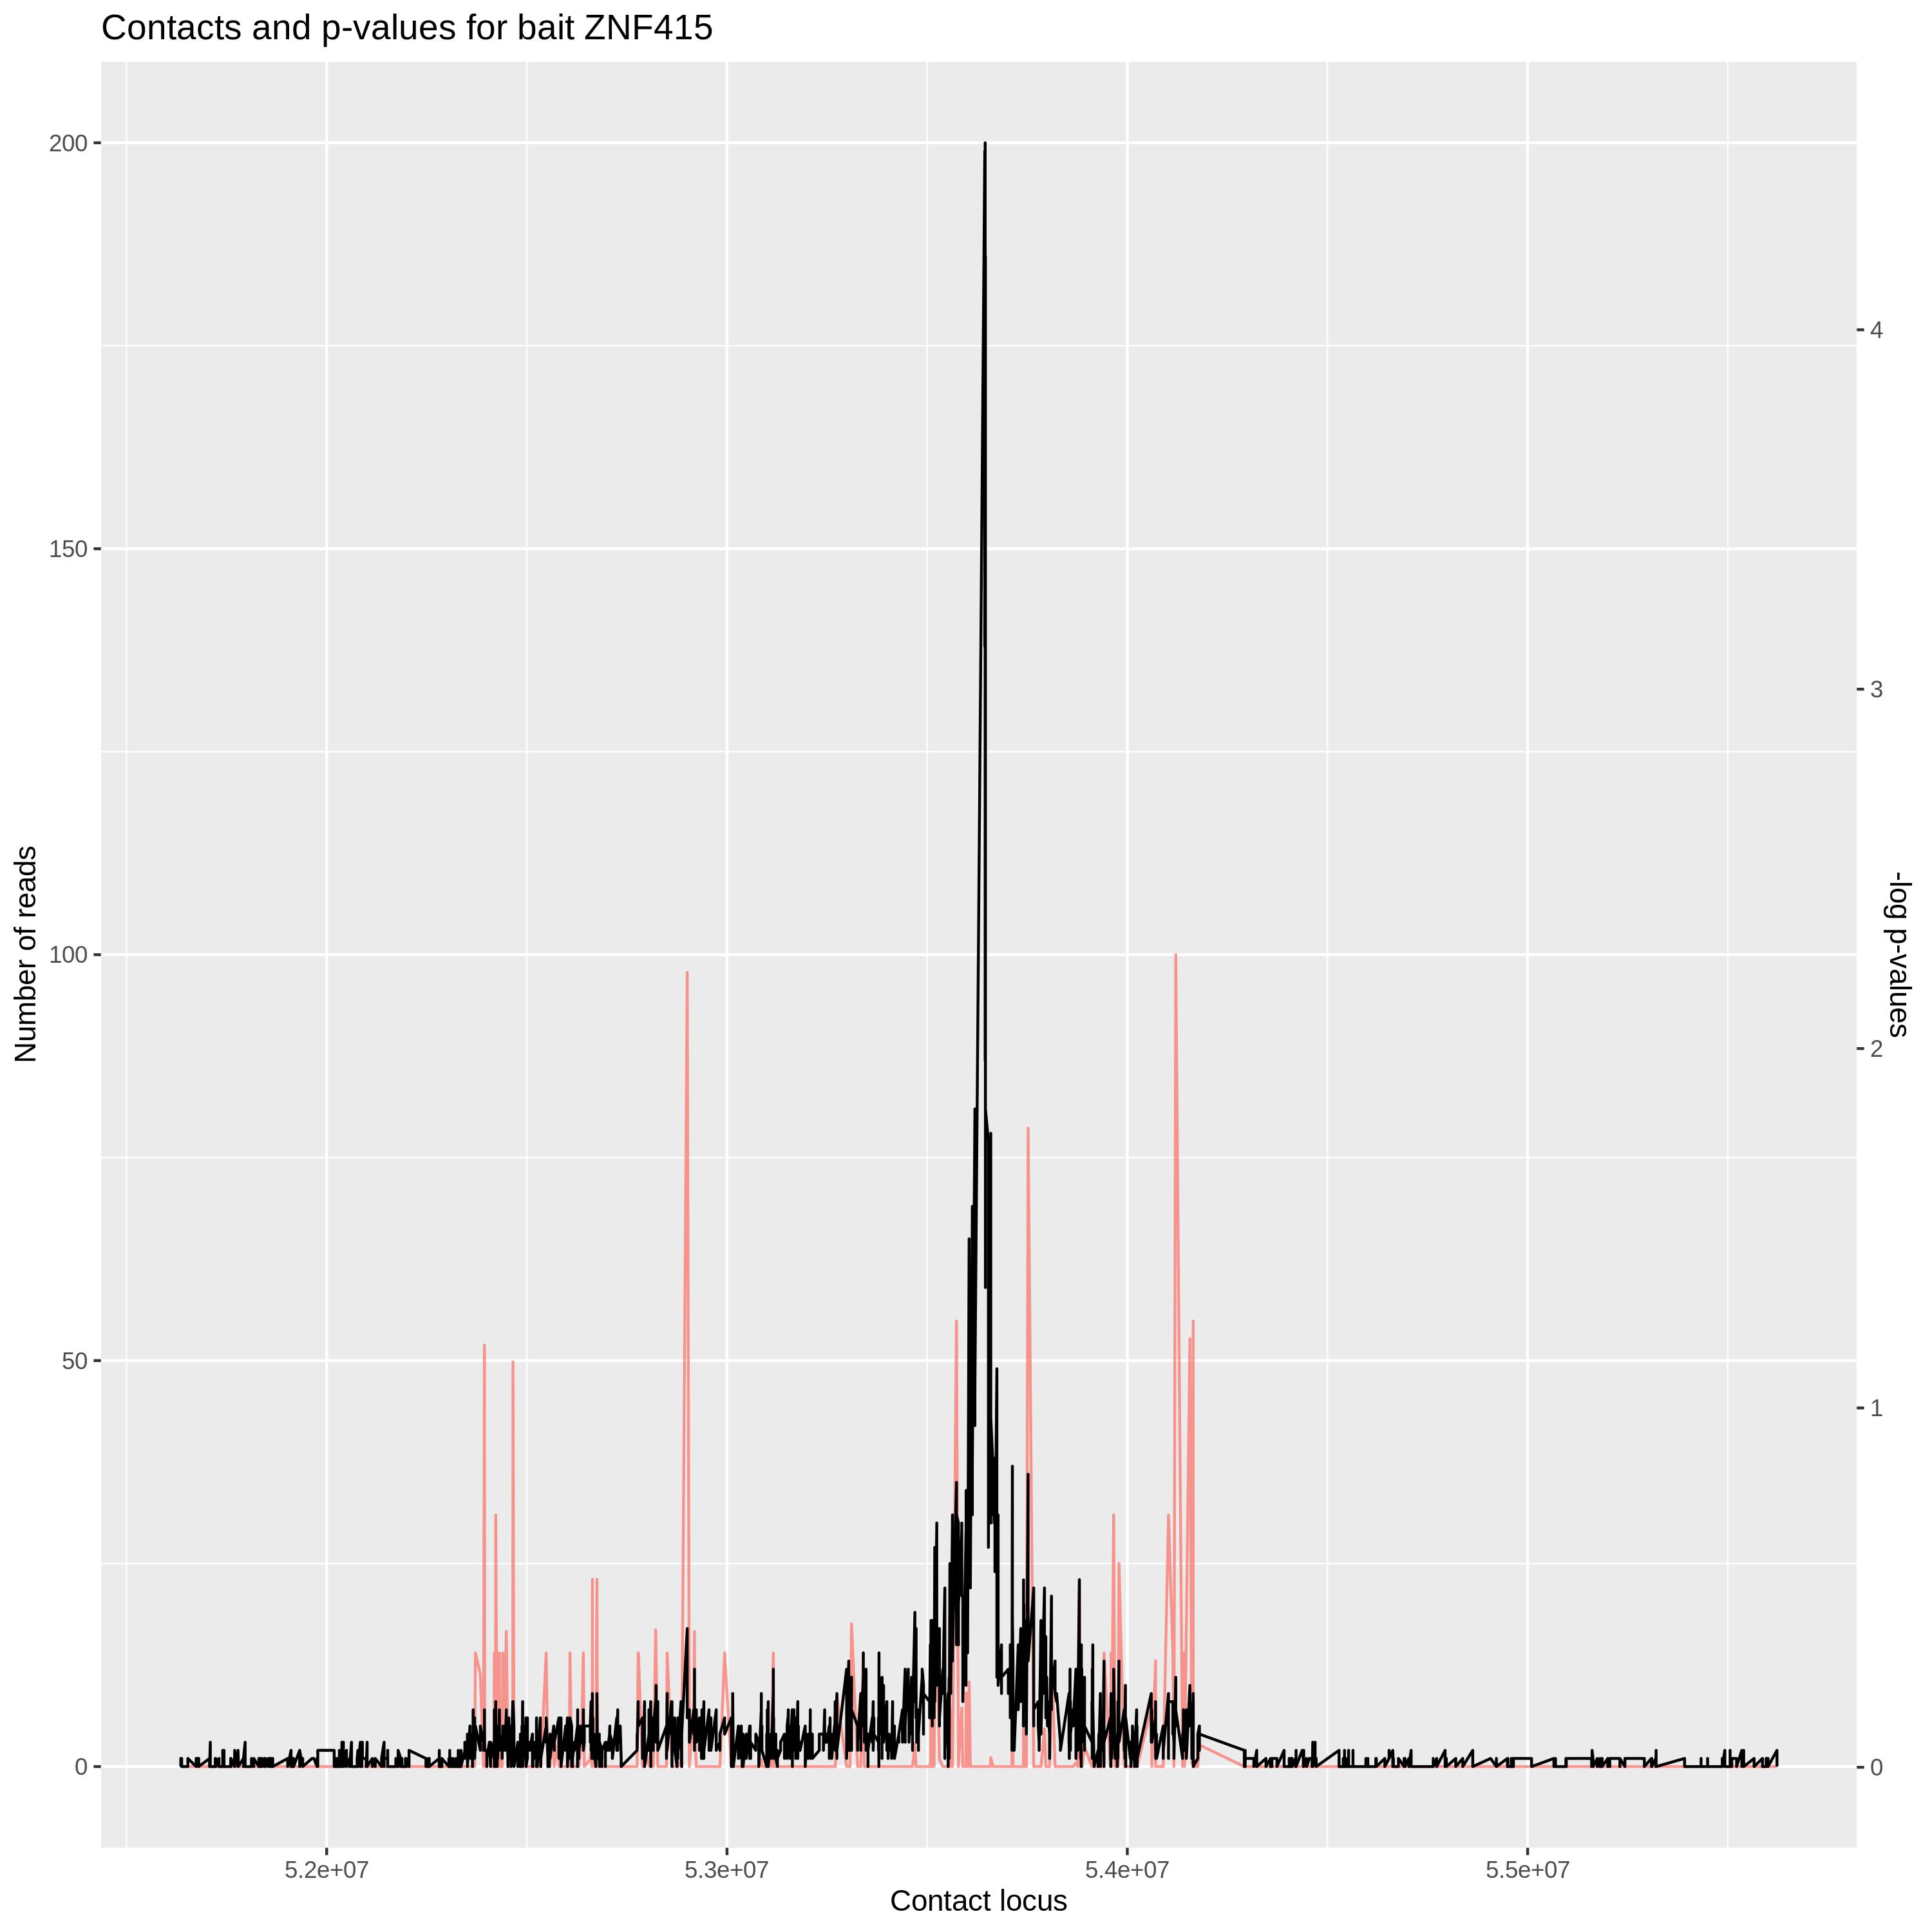 Contacts and p-values for bait ZNF415
200
150
100
50
0
Number of reads
4
3
2
1
0
-log p-values
5.2e+07
5.3e+07
5.4e+07
5.5e+07
Contact locus